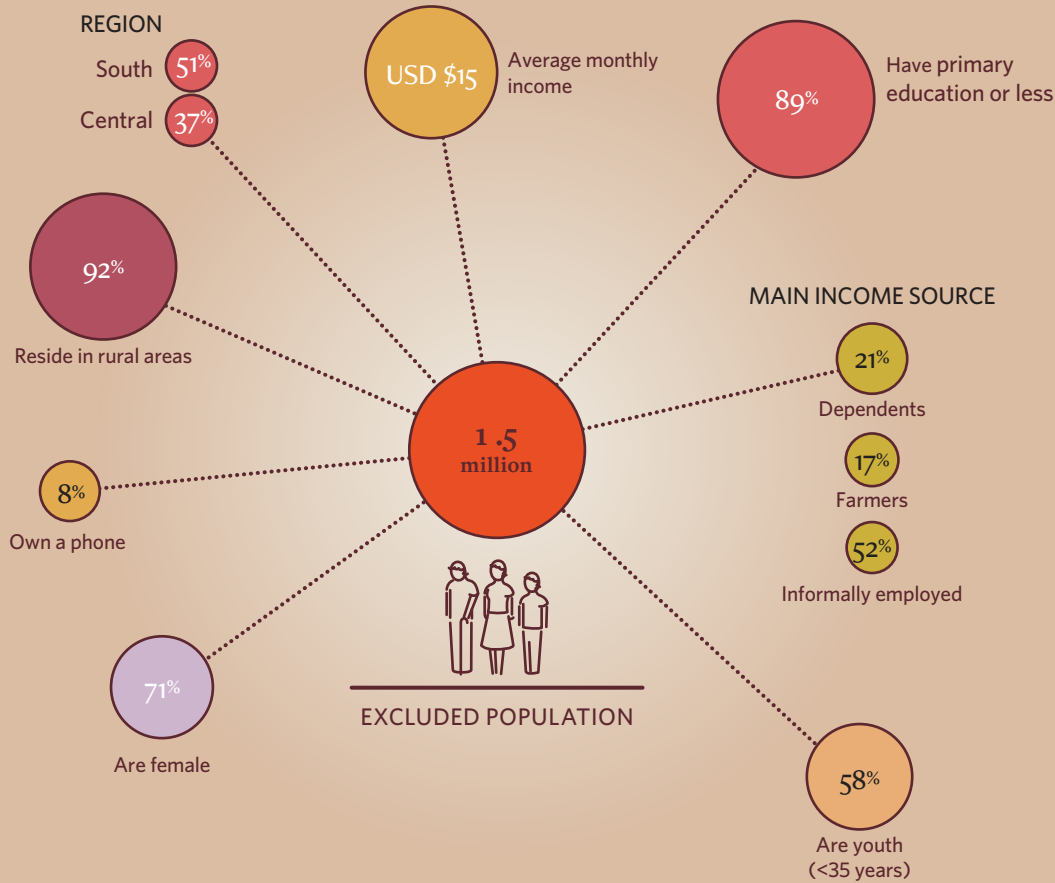 REGION
South 51%
Central 37%
USD $15
Average monthly
income
89%
Have primary
education or less
92%
Reside in rural areas
MAIN INCOME SOURCE
21%
Dependents
17%
Farmers
52%
Informally employed
1 .5
million
8%
Own a phone
EXCLUDED POPULATION
71%
Are female
58%
Are youth
(<35 years)